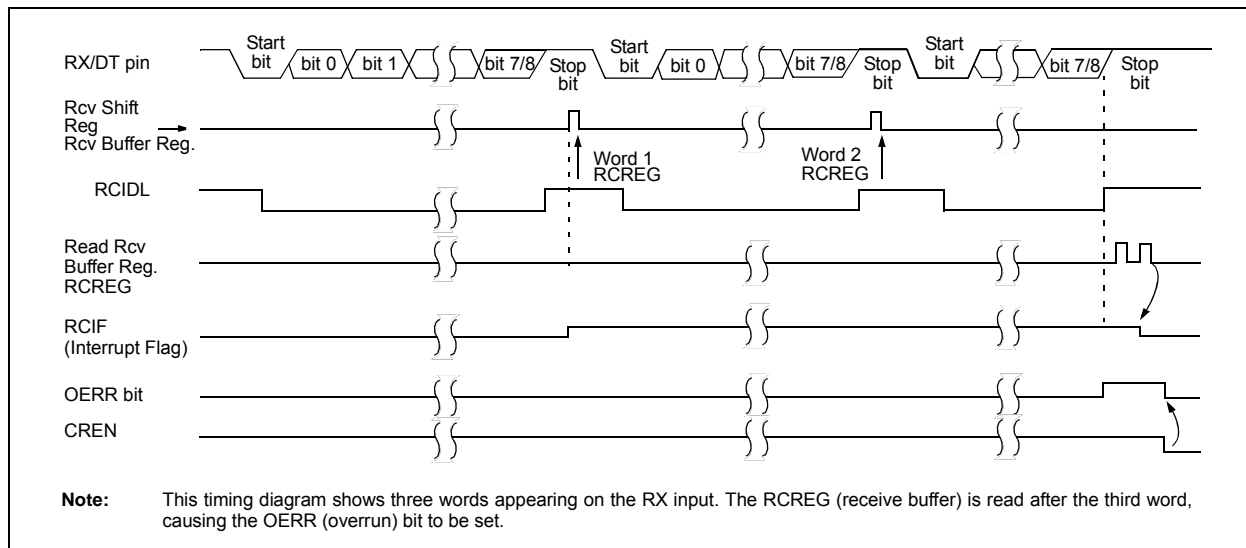 Start
bit
bit 0
bit 1
bit 7/8
Stop
bit
Start
bit
bit 0
bit 7/8
Stop
bit
Start
bit
bit 7/8
Stop
bit
RX/DT pin
Rcv Shift
Reg
Rcv Buffer Reg.
Word 1
RCREG
Word 2
RCREG
RCIDL
Read Rcv
Buffer Reg.
RCREG
RCIF
(Interrupt Flag)
OERR bit
CREN
Note: This timing diagram shows three words appearing on the RX input. The RCREG (receive buffer) is read after the third word,
causing the OERR (overrun) bit to be set.